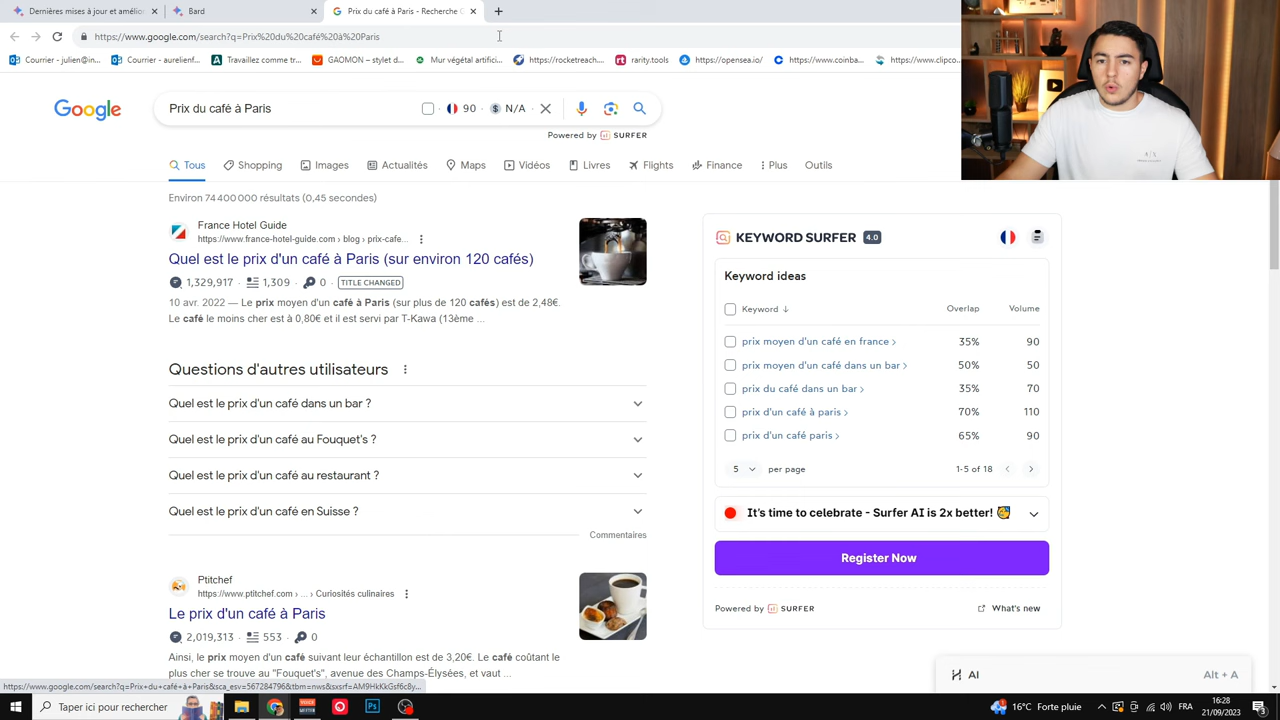 Dernières mises à jour et amélio
Bard
Prix du café à Paris - Recherche G
https://www.google.com/search?q=Prix%20du%20café%20à%20Paris
Courrier - julien@in...
Courrier - aurelienf...
Travaillez comme tr...
GAOMON – stylet d...
Mur végétal artifici...
https://rocketreach....
rarity.tools
https://opensea.io/
https://www.coinba...
https://www.clipco...
Google
Prix du café à Paris
90
N/A
Powered by SURFER
Tous
Shopping
Images
Actualités
Maps
Vidéos
Livres
Flights
Finance
Plus
Outils
Environ 74 400 000 résultats (0,45 secondes)
France Hotel Guide
https://www.france-hotel-guide.com › blog › prix-cafe...
Quel est le prix d'un café à Paris (sur environ 120 cafés)
1,329,917 · 1,309 · 0 · TITLE CHANGED
10 avr. 2022 — Le prix moyen d'un café à Paris (sur plus de 120 cafés) est de 2,48€.
Le café le moins cher est à 0,80€ et il est servi par T-Kawa (13ème ...
Questions d'autres utilisateurs
Quel est le prix d'un café dans un bar ?
Quel est le prix d'un café au Fouquet's ?
Quel est le prix d'un café au restaurant ?
Quel est le prix d'un café en Suisse ?
Commentaires
Ptitchef
https://www.ptitchef.com › ... › Curiosités culinaires
Le prix d'un café à Paris
2,019,313 · 553 · 0
Ainsi, le prix moyen du café suivant leur échantillon est de 3,20€. Le café coûtant le
plus cher se trouve au "Fouquet's", avenue des Champs-Élysées, et vaut ...
KEYWORD SURFER 4.0
Keyword ideas
Keyword Overlap Volume
prix moyen d'un café en france 35% 90
prix moyen d'un café dans un bar 50% 50
prix du café dans un bar 35% 70
prix d'un café à paris 70% 110
prix d'un café paris 65% 90
5 per page 1-5 of 18
It's time to celebrate - Surfer AI is 2x better!
Register Now
Powered by SURFER
What's new
AI
Alt + A
https://www.google.com/search?q=Prix+du+café+à+Paris&sca_esv=567284796&tbm=nws&sxsrf=AM9HkKkGsf6c8y...
Taper ici pour rechercher
16°C Forte pluie
FRA
16:28
21/09/2023